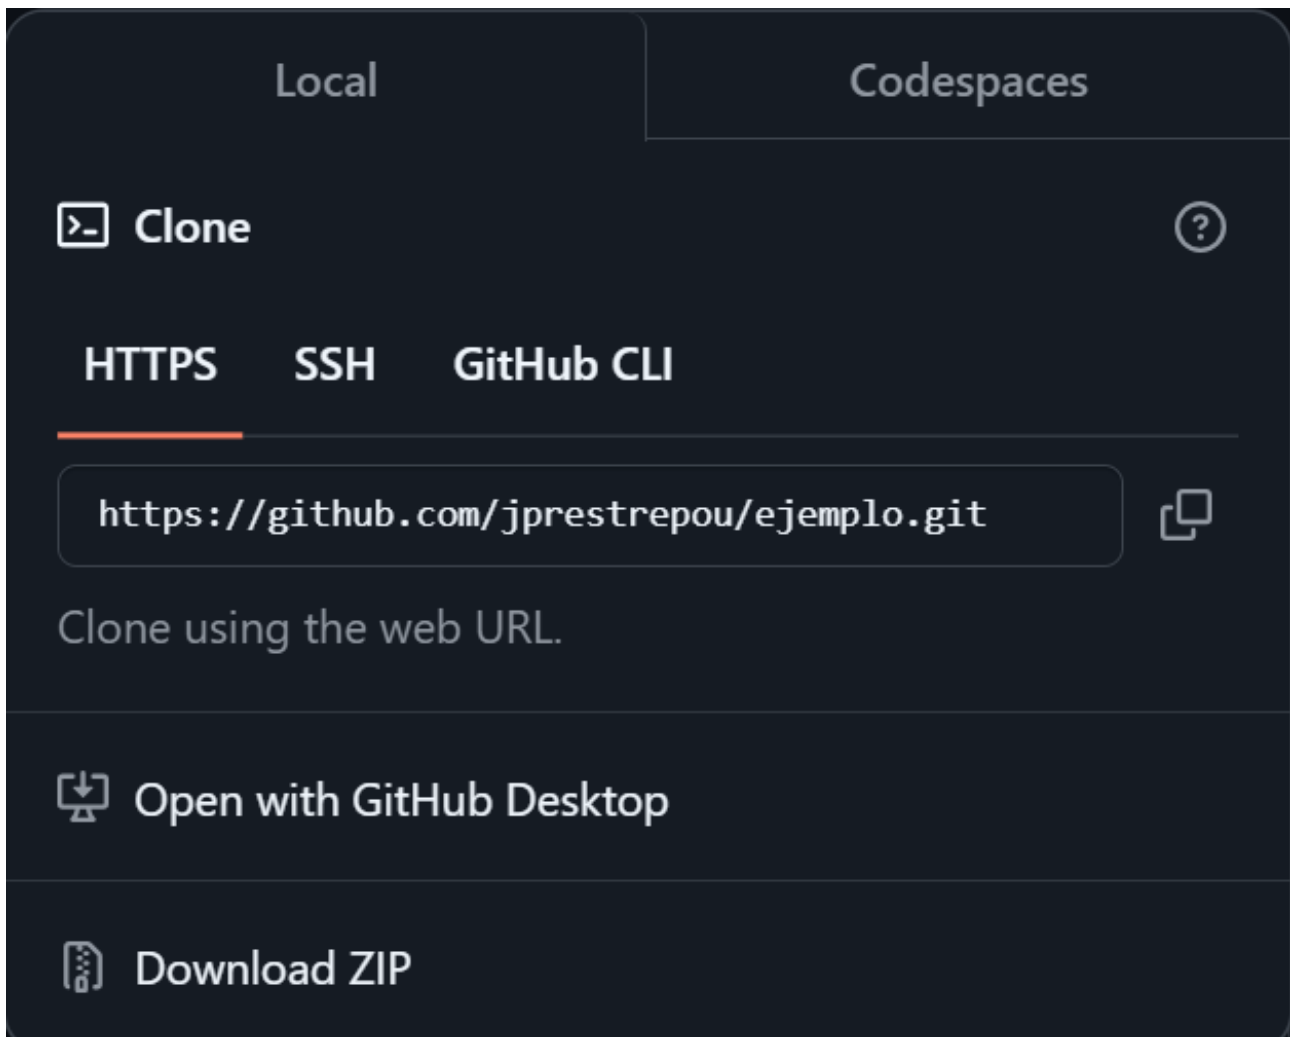 Local Codespaces
Clone
HTTPS SSH GitHub CLI
https://github.com/jprestrepou/ejemplo.git
Clone using the web URL.
Open with GitHub Desktop
Download ZIP